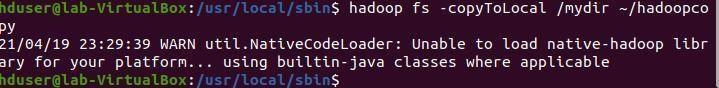 hduser@lab-VirtualBox:/usr/local/sbin$ hadoop fs -copyToLocal /mydir ~/hadoopco
py
21/04/19 23:29:39 WARN util.NativeCodeLoader: Unable to load native-hadoop libr
ary for your platform... using builtin-java classes where applicable
hduser@lab-VirtualBox:/usr/local/sbin$